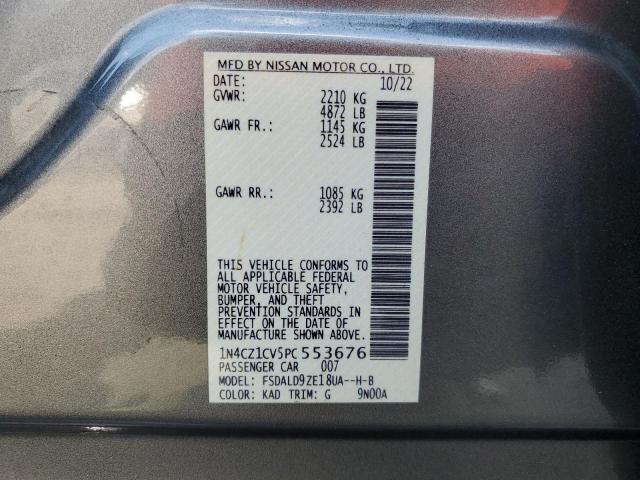 MFD BY NISSAN MOTOR CO., LTD.
DATE: 10/22
GVWR: 2210 KG
4872 LB
GAWR FR.: 1145 KG
2524 LB
GAWR RR.: 1085 KG
2392 LB
THIS VEHICLE CONFORMS TO
ALL APPLICABLE FEDERAL
MOTOR VEHICLE SAFETY,
BUMPER, AND THEFT
PREVENTION STANDARDS IN
EFFECT ON THE DATE OF
MANUFACTURE SHOWN ABOVE.
1N4CZ1CV5PC553676
PASSENGER CAR 007
MODEL: FSDALD9ZE18UA--H-B
COLOR: KAD TRIM: G 9N00A